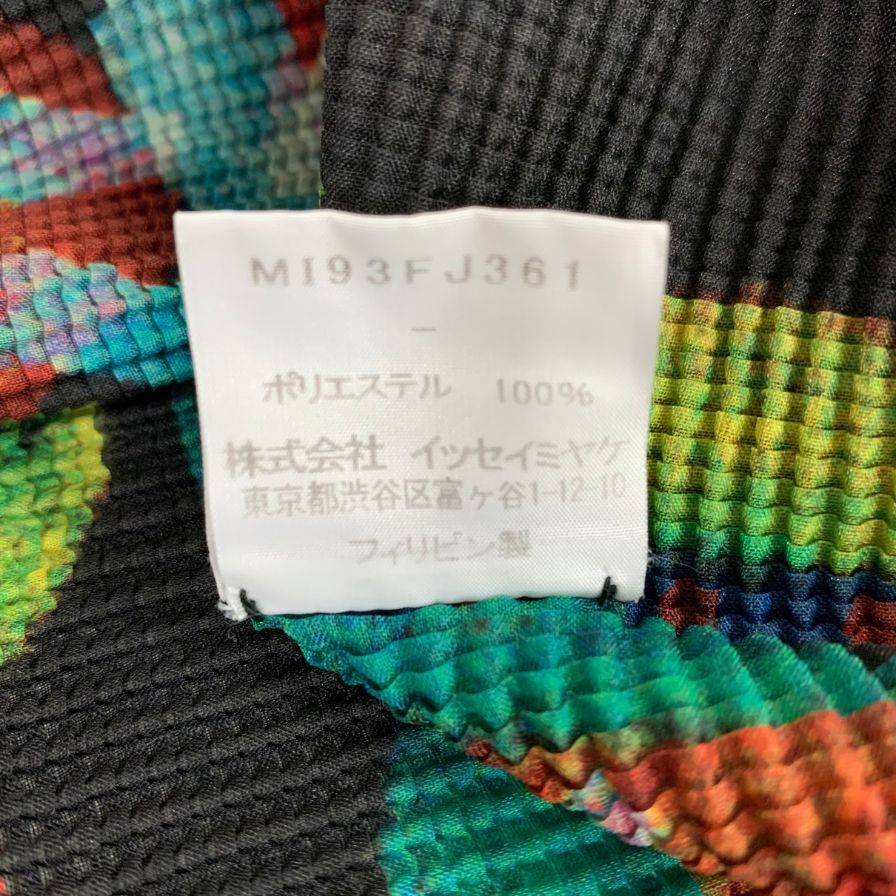 MI93FJ361
—
ポリエステル 100%
株式会社 イッセイミヤケ
東京都渋谷区富ヶ谷1-12-10
フィリピン製